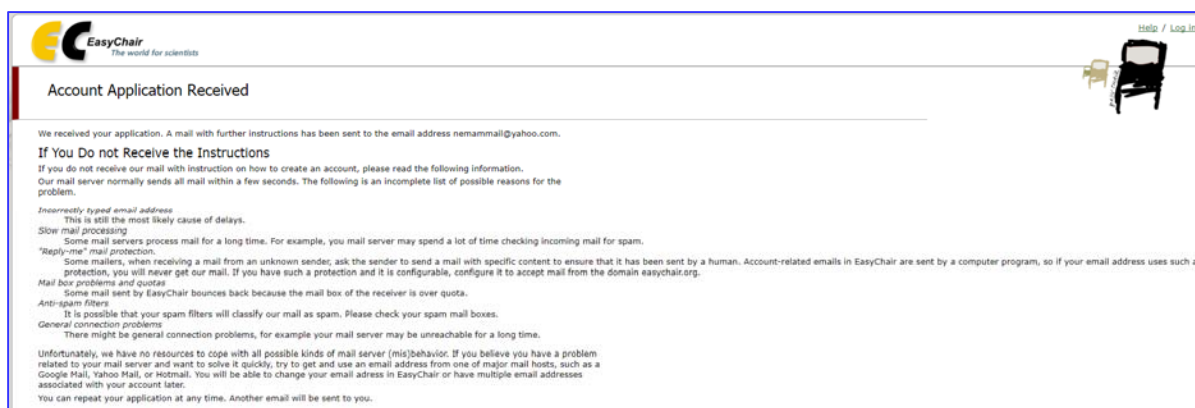 EasyChair
The world for scientists
Help / Log in
EASYCHAIR
Account Application Received
We received your application. A mail with further instructions has been sent to the email address nemammail@yahoo.com.
If You Do not Receive the Instructions
If you do not receive our mail with instruction on how to create an account, please read the following information.
Our mail server normally sends all mail within a few seconds. The following is an incomplete list of possible reasons for the
problem.
Incorrectly typed email address
This is still the most likely cause of delays.
Slow mail processing
Some mail servers process mail for a long time. For example, you mail server may spend a lot of time checking incoming mail for spam.
"Reply-me" mail protection.
Some mailers, when receiving a mail from an unknown sender, ask the sender to send a mail with specific content to ensure that it has been sent by a human. Account-related emails in EasyChair are sent by a computer program, so if your email address uses such a
protection, you will never get our mail. If you have such a protection and it is configurable, configure it to accept mail from the domain easychair.org.
Mail box problems and quotas
Some mail sent by EasyChair bounces back because the mail box of the receiver is over quota.
Anti-spam filters
It is possible that your spam filters will classify our mail as spam. Please check your spam mail boxes.
General connection problems
There might be general connection problems, for example your mail server may be unreachable for a long time.
Unfortunately, we have no resources to cope with all possible kinds of mail server (mis)behavior. If you believe you have a problem
related to your mail server and want to solve it quickly, try to get and use an email address from one of major mail hosts, such as a
Google Mail, Yahoo Mail, or Hotmail. You will be able to change your email adress in EasyChair or have multiple email addresses
associated with your account later.
You can repeat your application at any time. Another email will be sent to you.